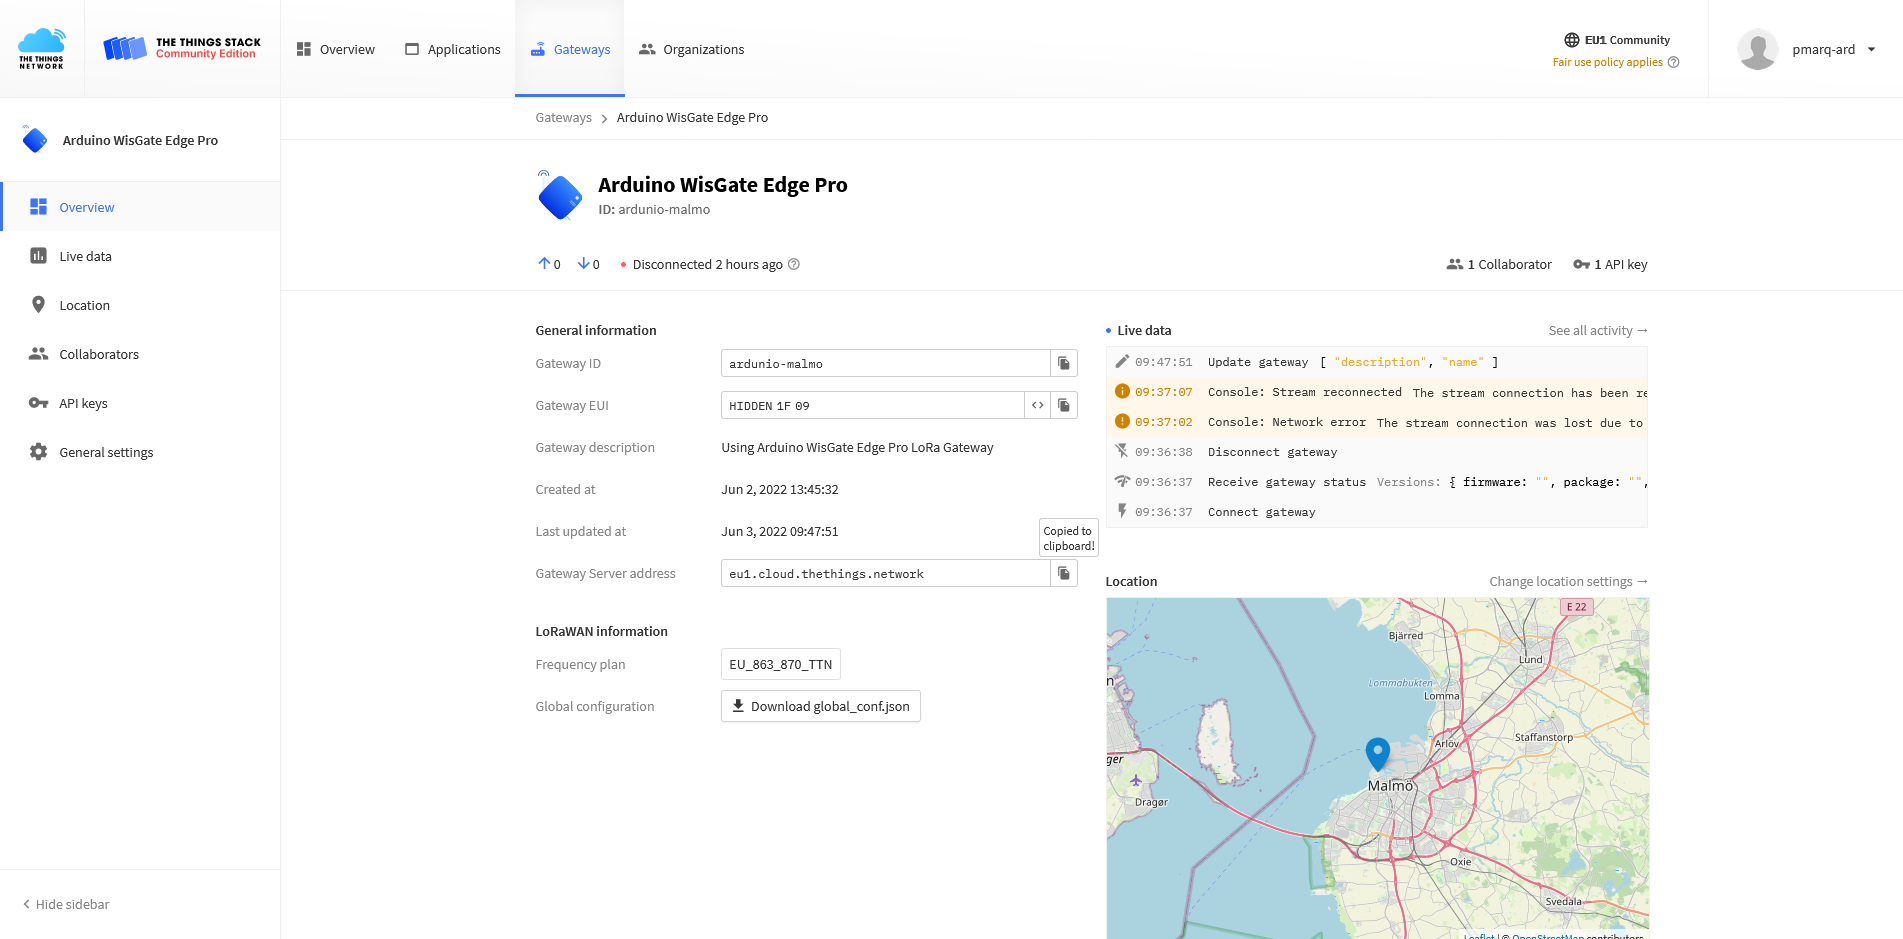 THE THINGS
NETWORK
THE THINGS STACK
Community Edition
Overview
Applications
Gateways
Organizations
EU1 Community
Fair use policy applies
pmarq-ard
Arduino WisGate Edge Pro
Overview
Live data
Location
Collaborators
API keys
General settings
Hide sidebar
Gateways > Arduino WisGate Edge Pro
Arduino WisGate Edge Pro
ID: ardunio-malmo
0 0 Disconnected 2 hours ago
1 Collaborator 1 API key
General information
Gateway ID ardunio-malmo
Gateway EUI HIDDEN 1F 09
Gateway description Using Arduino WisGate Edge Pro LoRa Gateway
Created at Jun 2, 2022 13:45:32
Last updated at Jun 3, 2022 09:47:51
Copied to
clipboard!
Gateway Server address eu1.cloud.thethings.network
LoRaWAN information
Frequency plan EU_863_870_TTN
Global configuration Download global_conf.json
Live data See all activity →
09:47:51 Update gateway [ "description", "name" ]
09:37:07 Console: Stream reconnected The stream connection has been re
09:37:02 Console: Network error The stream connection was lost due to
09:36:38 Disconnect gateway
09:36:37 Receive gateway status Versions: { firmware: "", package: "",
09:36:37 Connect gateway
Location Change location settings →
E 22
Bjärred
Lund
Lommabukten
Lomma
Staffanstorp
Arlöv
Malmö
Dragør
Oxie
Svedala
Leaflet | © OpenStreetMap contributors